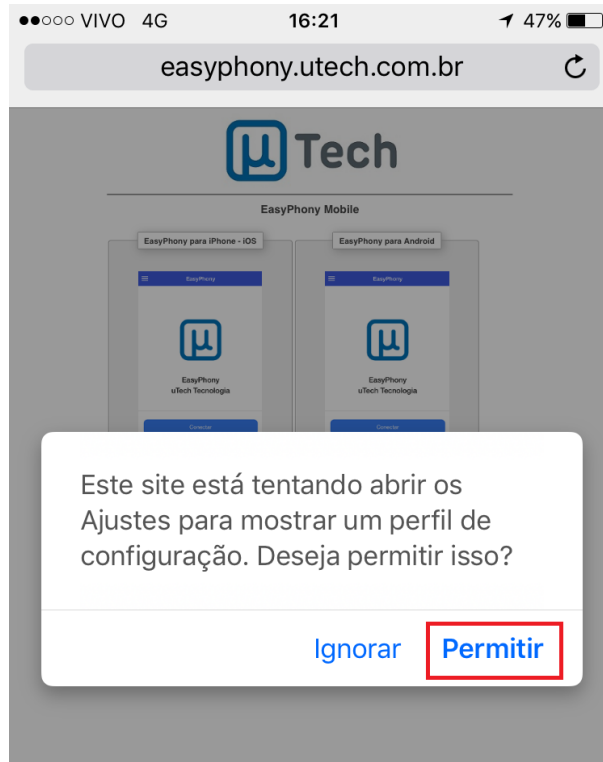 VIVO 4G 16:21 47%
easyphony.utech.com.br
µ Tech
EasyPhony Mobile
EasyPhony para iPhone - iOS EasyPhony para Android
EasyPhony EasyPhony
µ µ
EasyPhony EasyPhony
uTech Tecnologia uTech Tecnologia
Conectar Conectar
Este site está tentando abrir os
Ajustes para mostrar um perfil de
configuração. Deseja permitir isso?
Ignorar Permitir